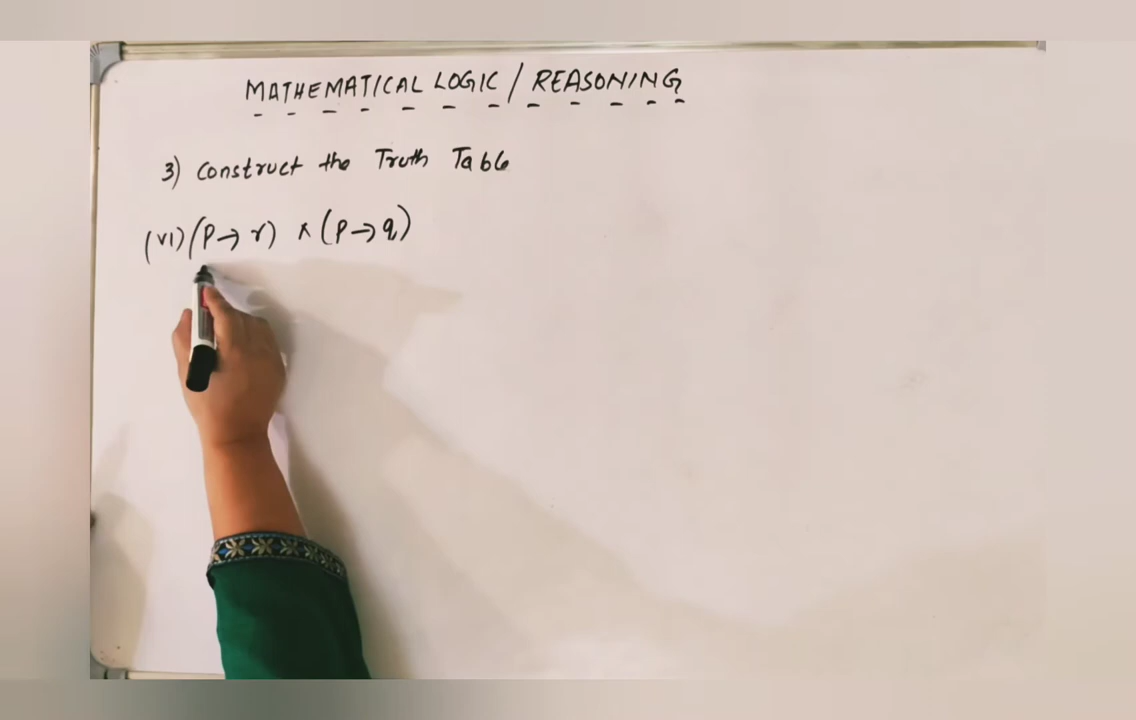 MATHEMATICAL LOGIC / REASONING
3) Construct the Truth Table
(VI) (P→r) ∧ (P→q)